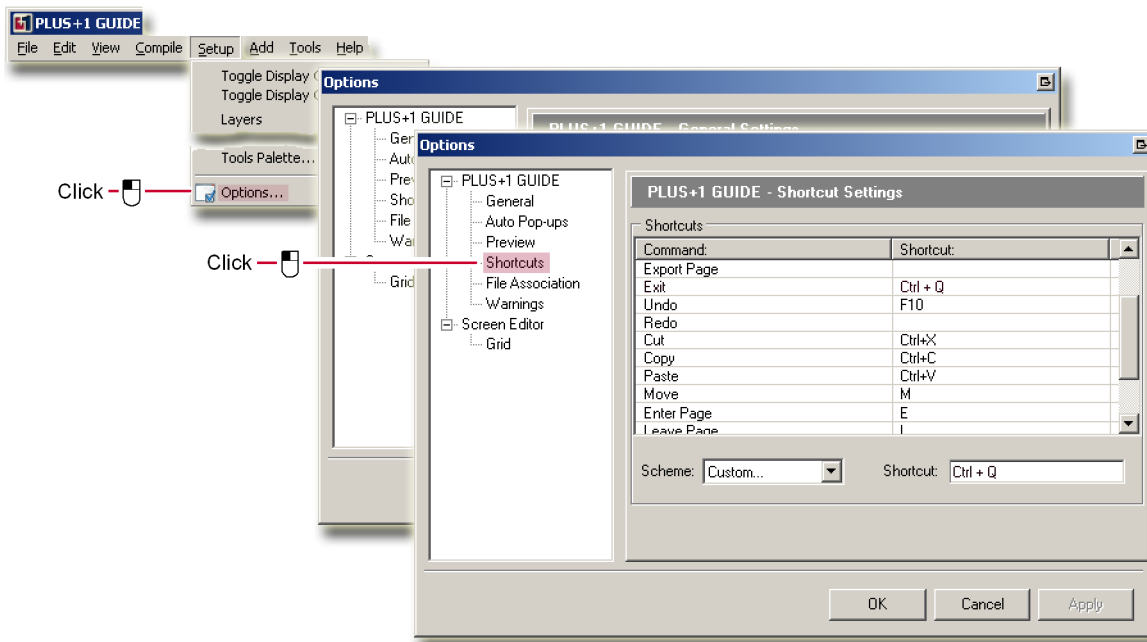 PLUS+1 GUIDE
File Edit View Compile Setup Add Tools Help
Toggle Display
Toggle Display
Layers
Tools Palette...
Click
Options...
Click
Options
PLUS+1 GUIDE
PLUS+1 GUIDE - General Settings
File
Grid
Options
PLUS+1 GUIDE
General
Auto Pop-ups
Preview
Shortcuts
File Association
Warnings
Screen Editor
Grid
PLUS+1 GUIDE - Shortcut Settings
Shortcuts
Command: Shortcut:
Export Page
Exit Ctrl + Q
Undo F10
Redo
Cut Ctrl+X
Copy Ctrl+C
Paste Ctrl+V
Move M
Enter Page E
Leave Page L
Scheme: Custom... Shortcut: Ctrl + Q
OK Cancel Apply